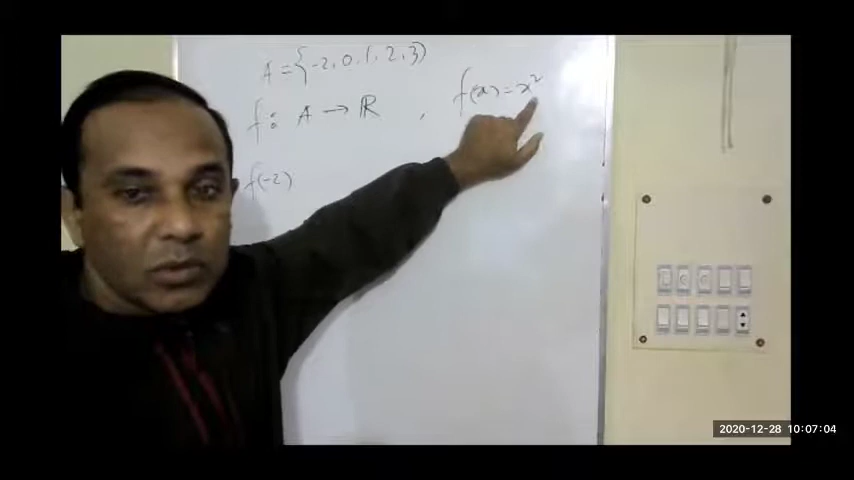 A = {-2, 0, 1, 2, 3}
f : A → ℝ , f(x) = x²
f(-2)
2020-12-28 10:07:04